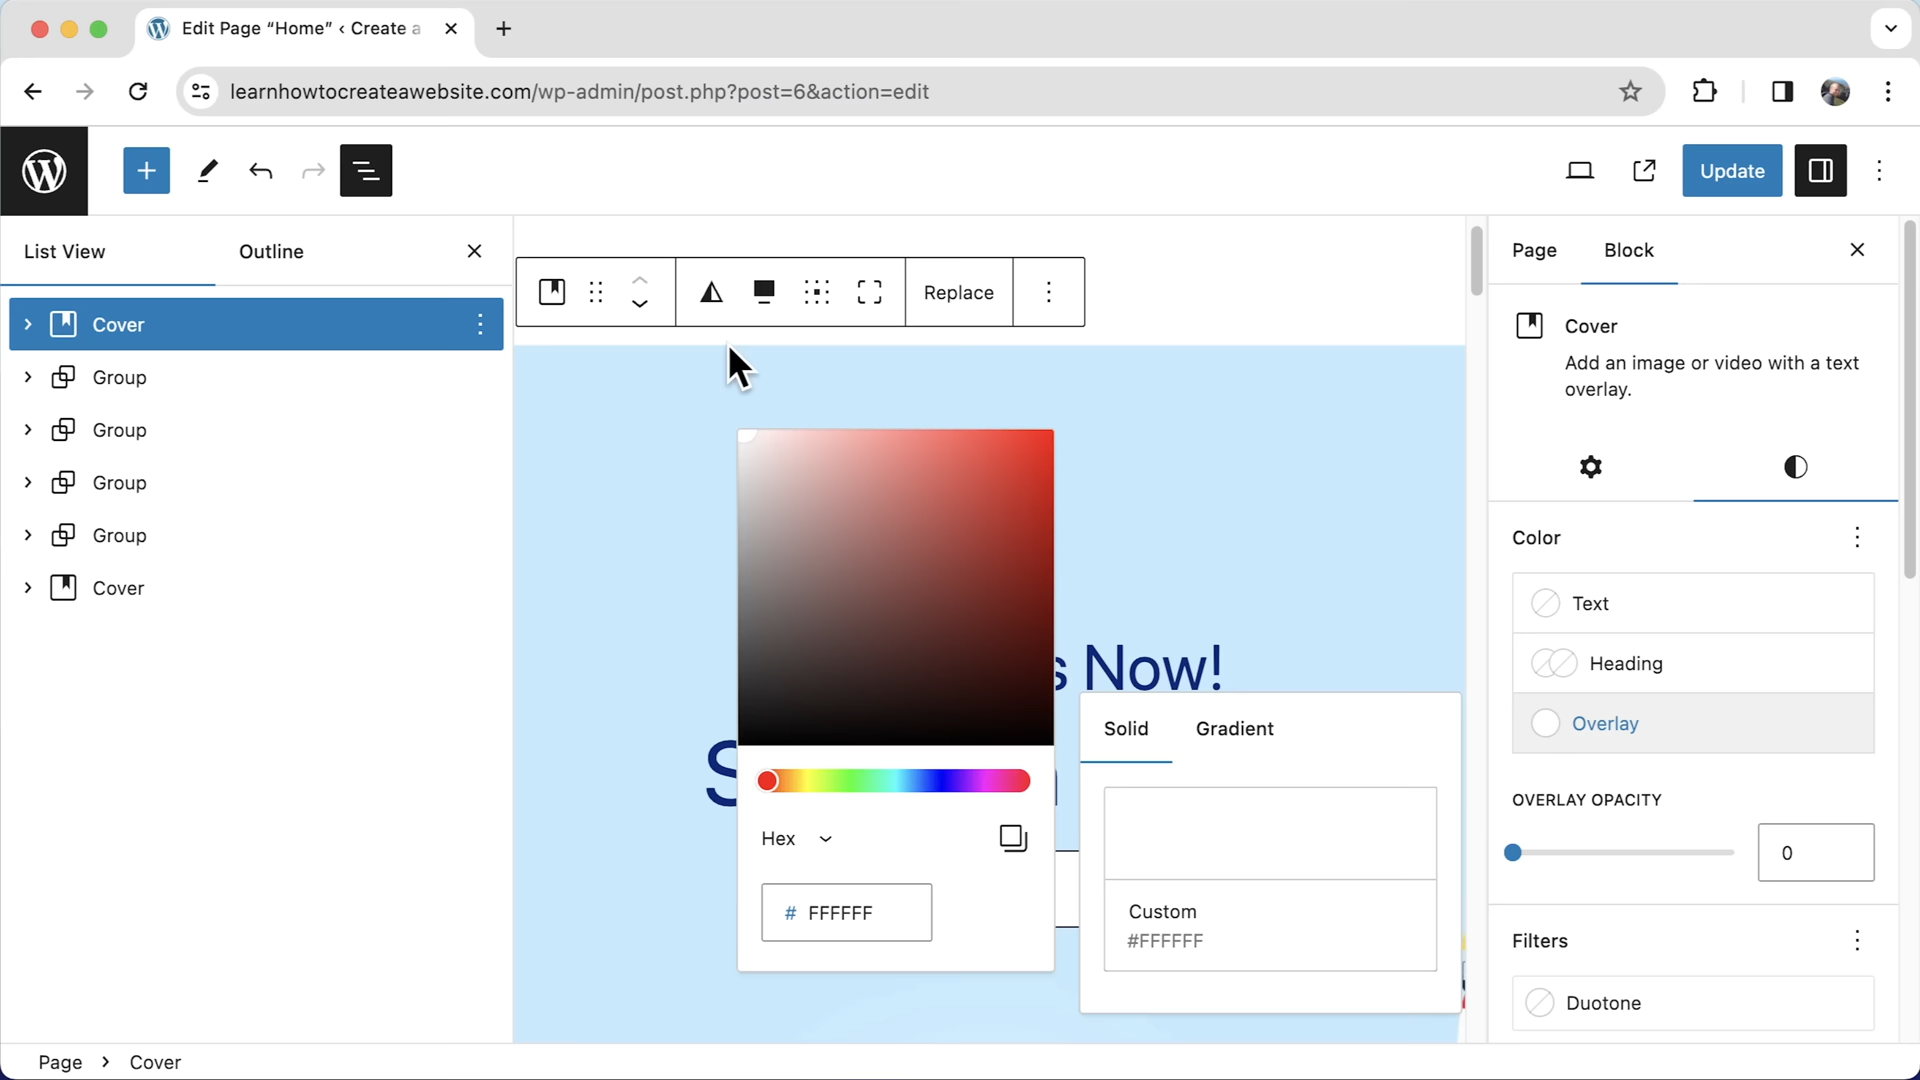 Edit Page “Home” ‹ Create a
learnhowtocreateawebsite.com/wp-admin/post.php?post=6&action=edit
Update
List View
Outline
Cover
Group
Group
Group
Group
Cover
Replace
s Now!
S
Hex
# FFFFFF
Solid
Gradient
Custom
#FFFFFF
Page
Block
Cover
Add an image or video with a text
overlay.
Color
Text
Heading
Overlay
OVERLAY OPACITY
0
Filters
Duotone
Page › Cover